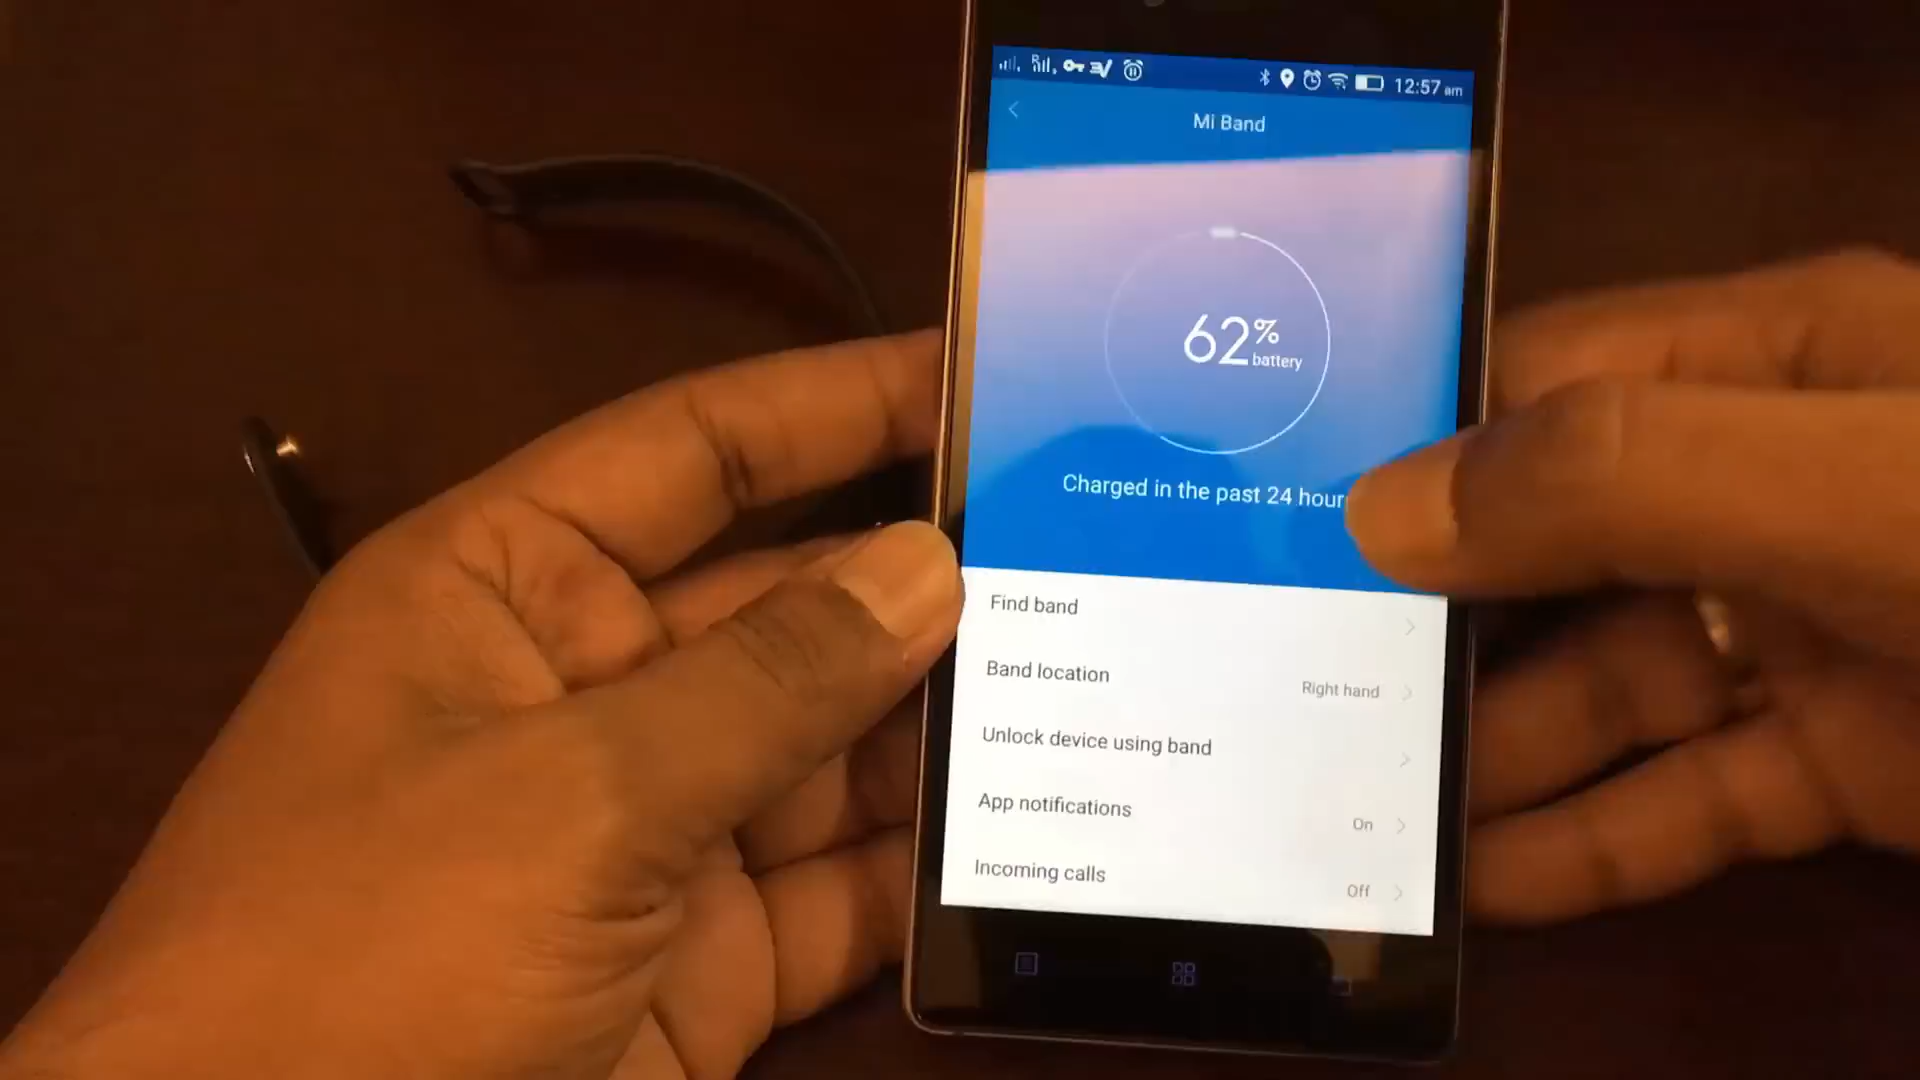 12:57 am
Mi Band
62%
battery
Charged in the past 24 hour
Find band
Band location
Right hand
Unlock device using band
App notifications
On
Incoming calls
Off